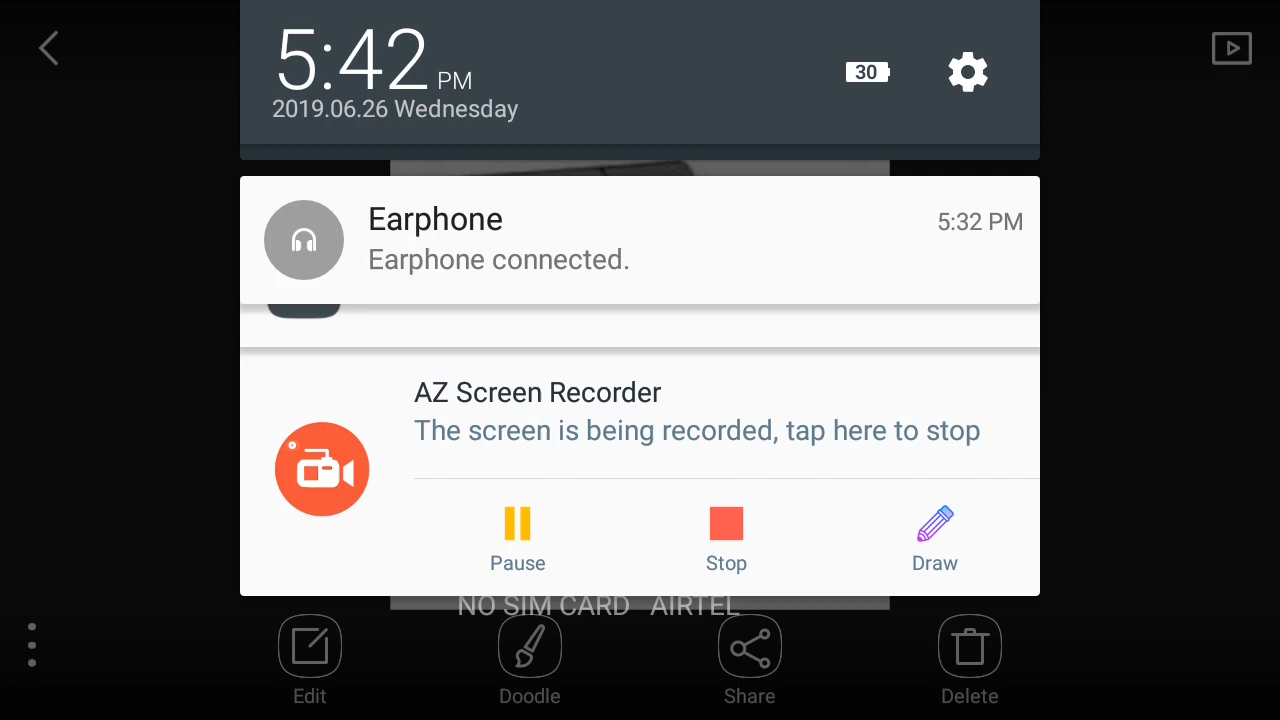 5:42 PM
30
2019.06.26 Wednesday
Earphone
5:32 PM
Earphone connected.
AZ Screen Recorder
The screen is being recorded, tap here to stop
Pause
Stop
Draw
NO SIM CARD AIRTEL
Edit
Doodle
Share
Delete